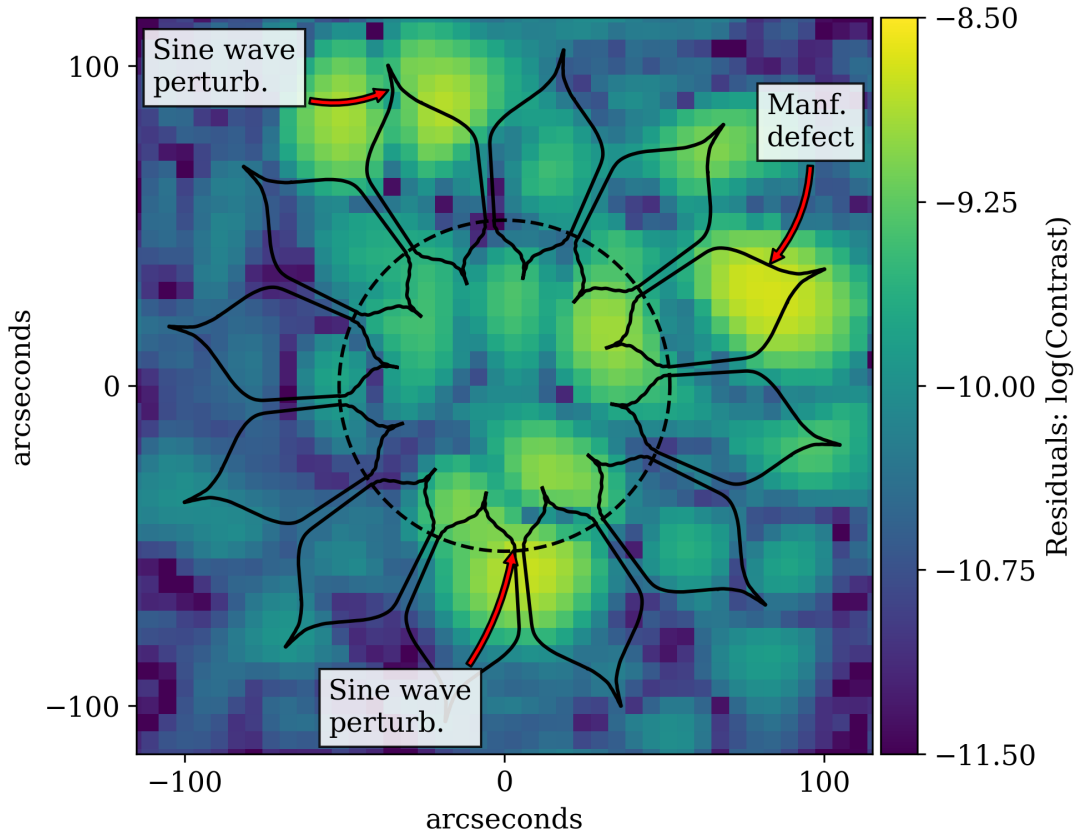 Sine wave
perturb.
Manf.
defect
Sine wave
perturb.
100
0
−100
arcseconds
−100
0
100
arcseconds
−8.50
−9.25
−10.00
−10.75
−11.50
Residuals: log(Contrast)